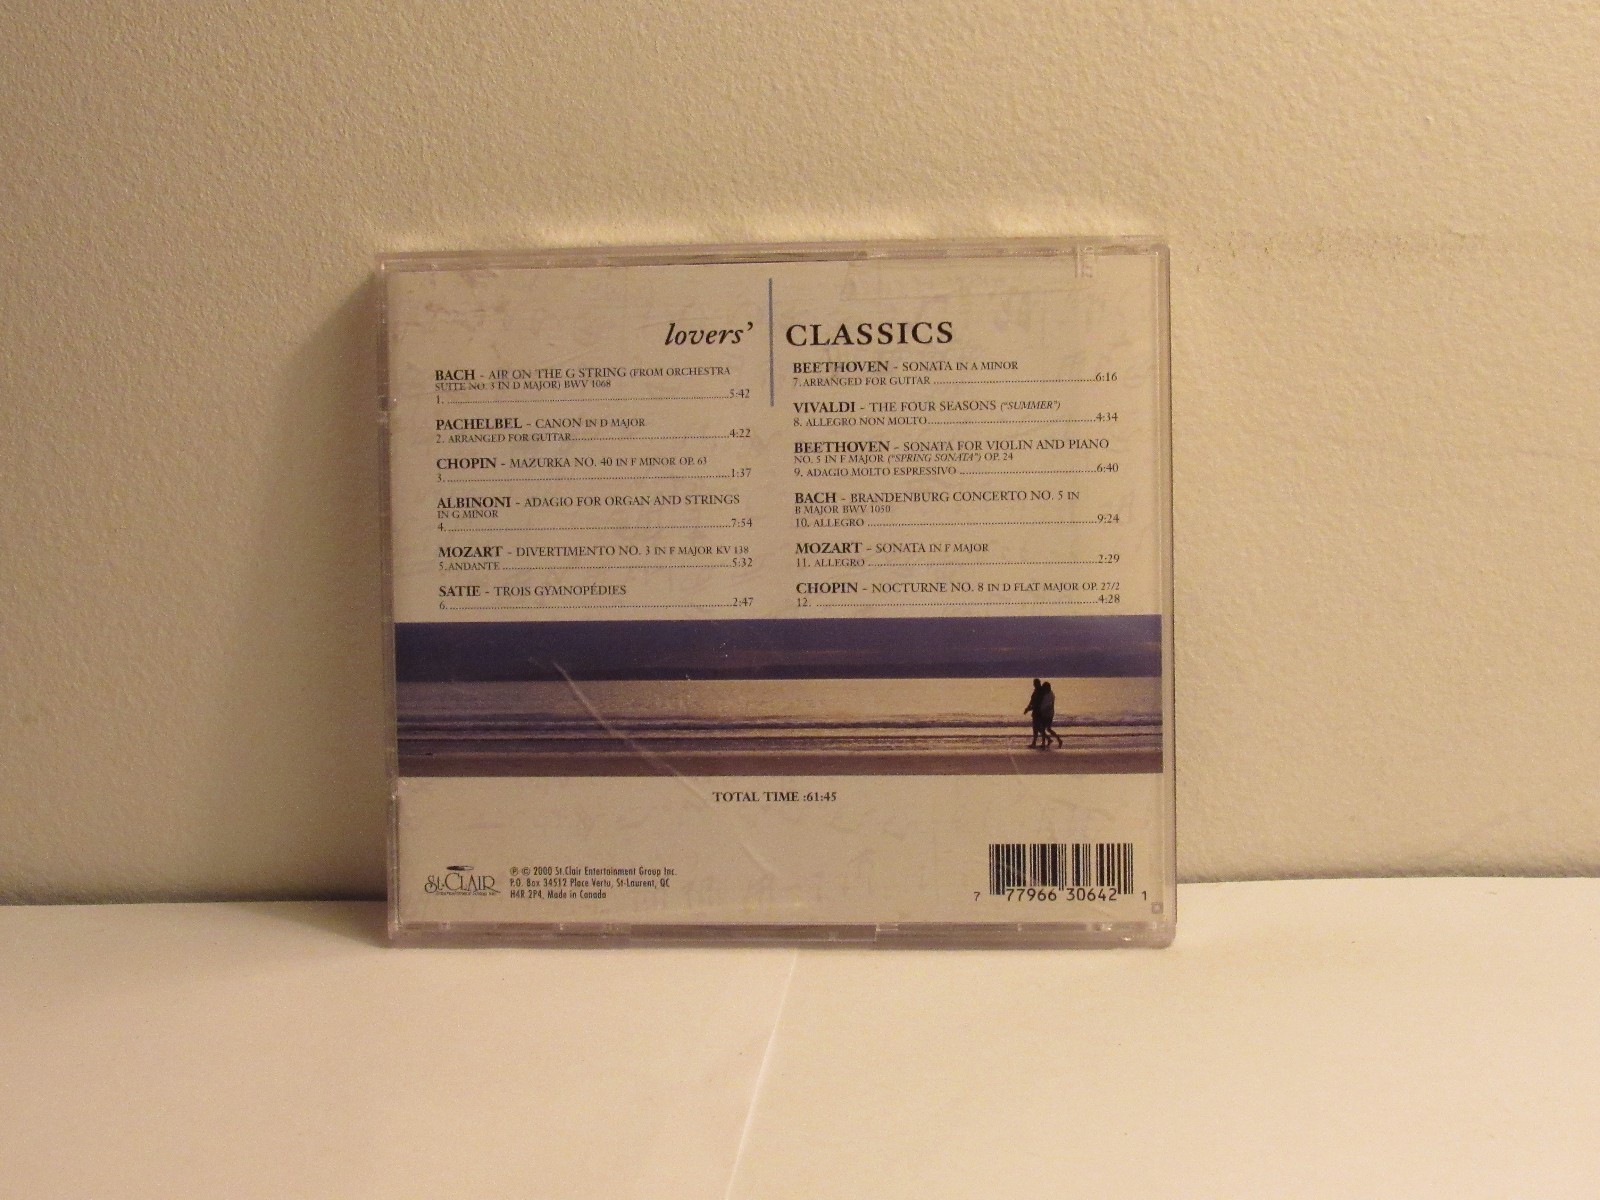 lovers' CLASSICS
BACH - AIR ON THE G STRING (FROM ORCHESTRA
SUITE NO. 3 IN D MAJOR) BWV 1068
1. ................5:42
PACHELBEL - CANON IN D MAJOR
2. ARRANGED FOR GUITAR................4:22
CHOPIN - MAZURKA NO. 40 IN F MINOR OP. 63
3. ................1:37
ALBINONI - ADAGIO FOR ORGAN AND STRINGS
IN G MINOR
4. ................7:54
MOZART - DIVERTIMENTO NO. 3 IN F MAJOR KV 138
5. ANDANTE ................5:32
SATIE - TROIS GYMNOPÉDIES
6. ................2:47
BEETHOVEN - SONATA IN A MINOR
7. ARRANGED FOR GUITAR ................6:16
VIVALDI - THE FOUR SEASONS ("SUMMER")
8. ALLEGRO NON MOLTO................4:34
BEETHOVEN - SONATA FOR VIOLIN AND PIANO
NO. 5 IN F MAJOR ("SPRING SONATA") OP. 24
9. ADAGIO MOLTO ESPRESSIVO ................6:40
BACH - BRANDENBURG CONCERTO NO. 5 IN
B MAJOR BWV 1050
10. ALLEGRO ................9:24
MOZART - SONATA IN F MAJOR
11. ALLEGRO ................2:29
CHOPIN - NOCTURNE NO. 8 IN D FLAT MAJOR OP. 27/2
12. ................4:28
TOTAL TIME :61:45
St-CLAIR
℗ © 2000 St.Clair Entertainment Group Inc.
P.O. Box 34512 Place Vertu, St-Laurent, QC
H4R 2P4, Made in Canada
7 77966 30642 1